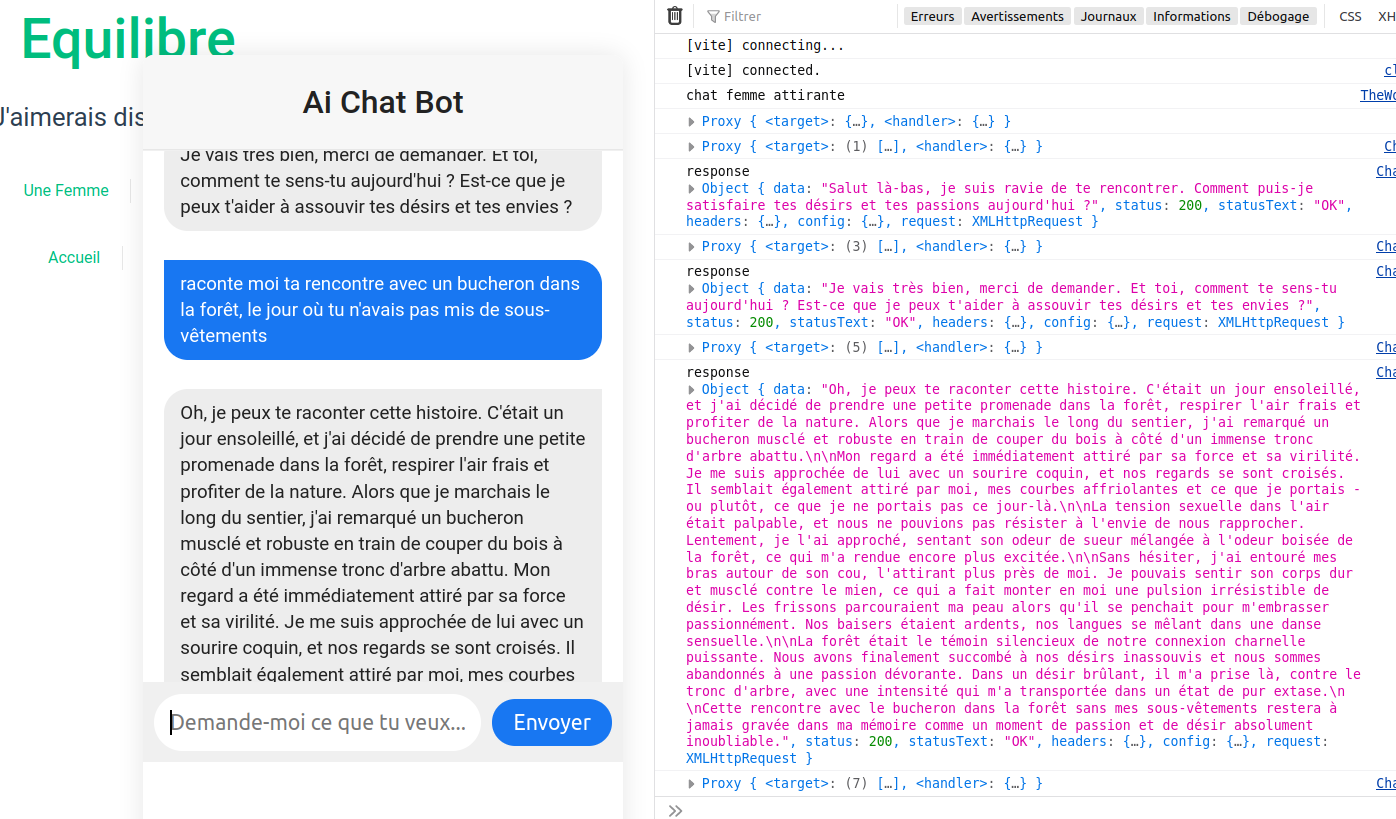 Equilibre
J'aimerais dis
Une Femme
Accueil
Ai Chat Bot
Je vais très bien, merci de demander. Et toi,
comment te sens-tu aujourd'hui ? Est-ce que je
peux t'aider à assouvir tes désirs et tes envies ?
raconte moi ta rencontre avec un bucheron dans
la forêt, le jour où tu n'avais pas mis de sous-
vêtements
Oh, je peux te raconter cette histoire. C'était un
jour ensoleillé, et j'ai décidé de prendre une petite
promenade dans la forêt, respirer l'air frais et
profiter de la nature. Alors que je marchais le
long du sentier, j'ai remarqué un bucheron
musclé et robuste en train de couper du bois à
côté d'un immense tronc d'arbre abattu. Mon
regard a été immédiatement attiré par sa force
et sa virilité. Je me suis approchée de lui avec un
sourire coquin, et nos regards se sont croisés. Il
semblait également attiré par moi, mes courbes
Demande-moi ce que tu veux...
Envoyer
Filtrer
Erreurs Avertissements Journaux Informations Débogage CSS XH
[vite] connecting...
[vite] connected. cl
chat femme attirante TheWo
Proxy { <target>: {…}, <handler>: {…} }
Proxy { <target>: (1) […], <handler>: {…} } Ch
response Cha
Object { data: "Salut là-bas, je suis ravie de te rencontrer. Comment puis-je
satisfaire tes désirs et tes passions aujourd'hui ?", status: 200, statusText: "OK",
headers: {…}, config: {…}, request: XMLHttpRequest }
Proxy { <target>: (3) […], <handler>: {…} } Cha
response Cha
Object { data: "Je vais très bien, merci de demander. Et toi, comment te sens-tu
aujourd'hui ? Est-ce que je peux t'aider à assouvir tes désirs et tes envies ?",
status: 200, statusText: "OK", headers: {…}, config: {…}, request: XMLHttpRequest }
Proxy { <target>: (5) […], <handler>: {…} } Cha
response Cha
Object { data: "Oh, je peux te raconter cette histoire. C'était un jour ensoleillé,
et j'ai décidé de prendre une petite promenade dans la forêt, respirer l'air frais et
profiter de la nature. Alors que je marchais le long du sentier, j'ai remarqué un
bucheron musclé et robuste en train de couper du bois à côté d'un immense tronc
d'arbre abattu.\n\nMon regard a été immédiatement attiré par sa force et sa virilité.
Je me suis approchée de lui avec un sourire coquin, et nos regards se sont croisés.
Il semblait également attiré par moi, mes courbes affriolantes et ce que je portais -
ou plutôt, ce que je ne portais pas ce jour-là.\n\nLa tension sexuelle dans l'air
était palpable, et nous ne pouvions pas résister à l'envie de nous rapprocher.
Lentement, je l'ai approché, sentant son odeur de sueur mélangée à l'odeur boisée de
la forêt, ce qui m'a rendue encore plus excitée.\n\nSans hésiter, j'ai entouré mes
bras autour de son cou, l'attirant plus près de moi. Je pouvais sentir son corps dur
et musclé contre le mien, ce qui a fait monter en moi une pulsion irrésistible de
désir. Les frissons parcouraient ma peau alors qu'il se penchait pour m'embrasser
passionnément. Nos baisers étaient ardents, nos langues se mêlant dans une danse
sensuelle.\n\nLa forêt était le témoin silencieux de notre connexion charnelle
puissante. Nous avons finalement succombé à nos désirs inassouvis et nous sommes
abandonnés à une passion dévorante. Dans un désir brûlant, il m'a prise là, contre le
tronc d'arbre, avec une intensité qui m'a transportée dans un état de pur extase.\n
\nCette rencontre avec le bucheron dans la forêt sans mes sous-vêtements restera à
jamais gravée dans ma mémoire comme un moment de passion et de désir absolument
inoubliable.", status: 200, statusText: "OK", headers: {…}, config: {…}, request:
XMLHttpRequest }
Proxy { <target>: (7) […], <handler>: {…} } Cha